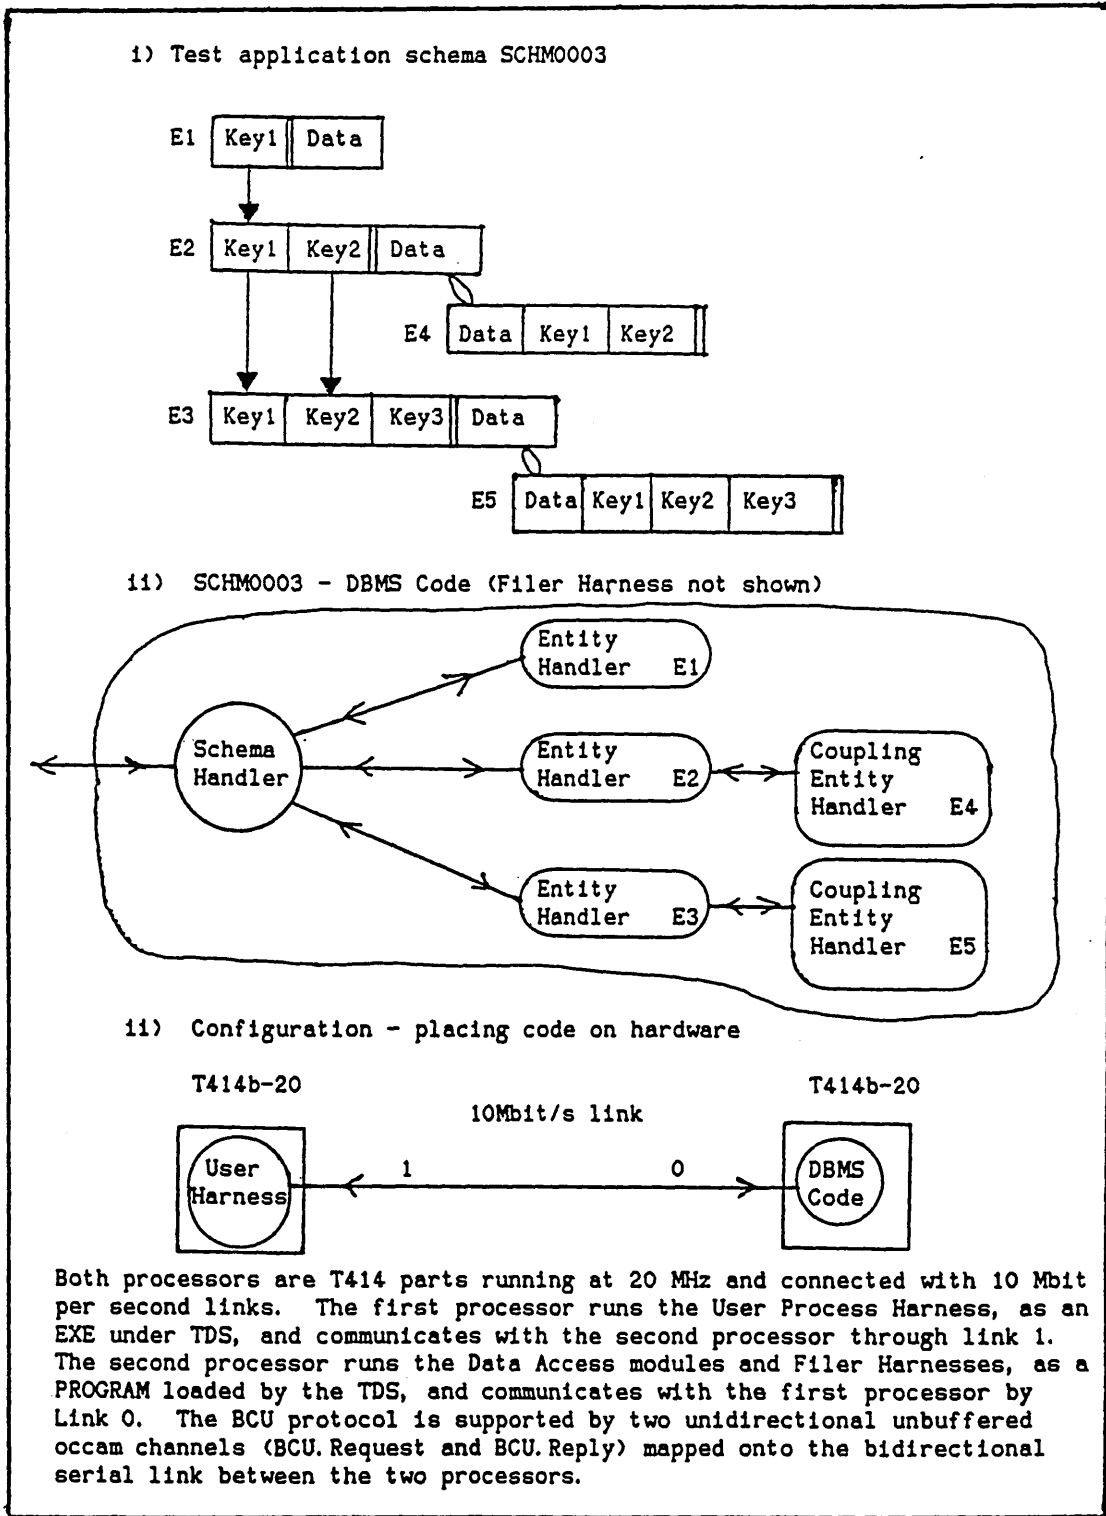 i) Test application schema SCHM0003
E1 Key1 Data
E2 Key1 Key2 Data
E4 Data Key1 Key2
E3 Key1 Key2 Key3 Data
E5 Data Key1 Key2 Key3
ii) SCHM0003 - DBMS Code (Filer Harness not shown)
Entity
Handler E1
Schema
Handler
Entity
Handler E2
Coupling
Entity
Handler E4
Entity
Handler E3
Coupling
Entity
Handler E5
ii) Configuration - placing code on hardware
T414b-20 T414b-20
10Mbit/s link
User
Harness
1 0
DBMS
Code
Both processors are T414 parts running at 20 MHz and connected with 10 Mbit
per second links. The first processor runs the User Process Harness, as an
EXE under TDS, and communicates with the second processor through link 1.
The second processor runs the Data Access modules and Filer Harnesses, as a
PROGRAM loaded by the TDS, and communicates with the first processor by
Link 0. The BCU protocol is supported by two unidirectional unbuffered
occam channels (BCU.Request and BCU.Reply) mapped onto the bidirectional
serial link between the two processors.